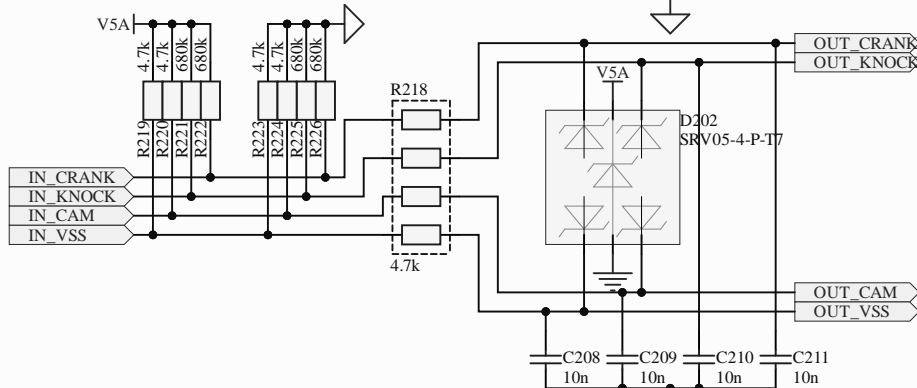 V5A
4.7k
4.7k
680k
680k
4.7k
4.7k
680k
680k
R219
R220
R221
R222
R223
R224
R225
R226
R218
4.7k
IN_CRANK
IN_KNOCK
IN_CAM
IN_VSS
V5A
D202
SRV05-4-P-T7
OUT_CRANK
OUT_KNOCK
OUT_CAM
OUT_VSS
C208
10n
C209
10n
C210
10n
C211
10n